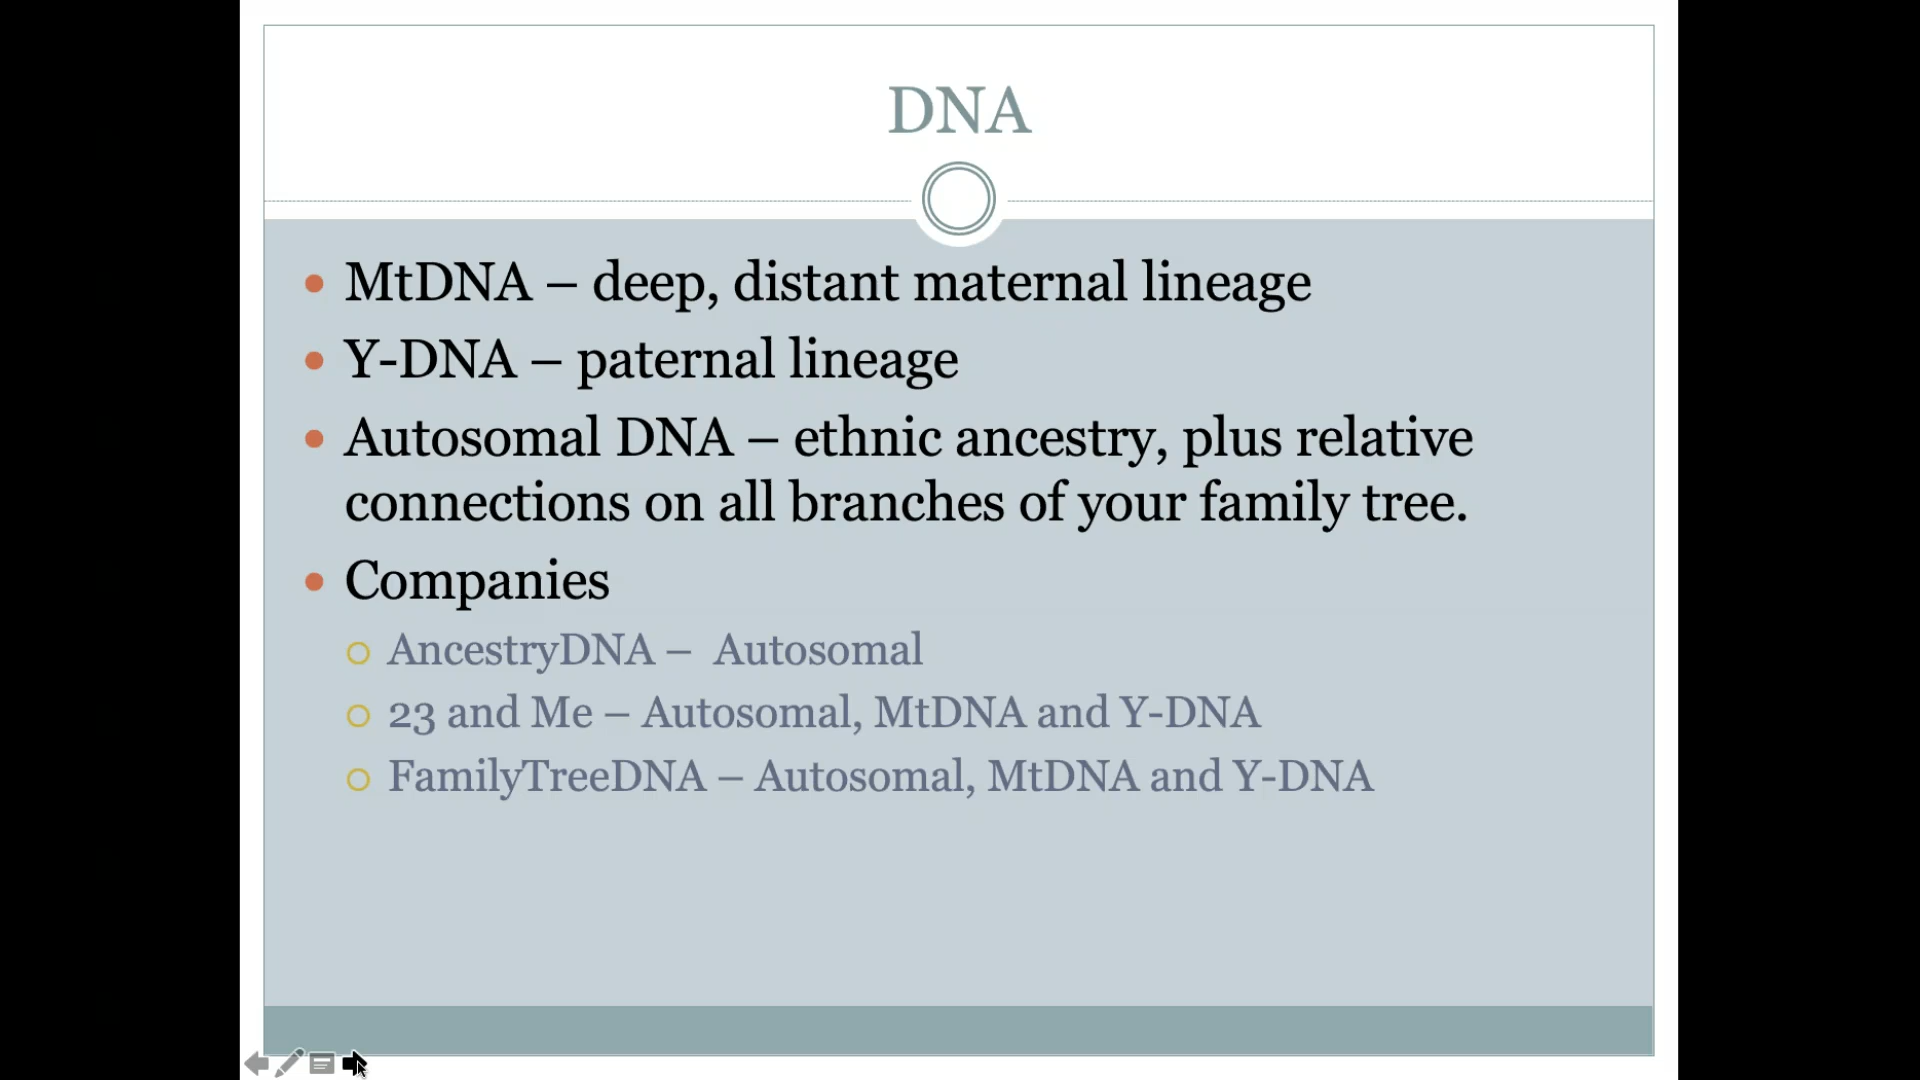 DNA
MtDNA – deep, distant maternal lineage
Y-DNA – paternal lineage
Autosomal DNA – ethnic ancestry, plus relative
connections on all branches of your family tree.
Companies
AncestryDNA – Autosomal
23 and Me – Autosomal, MtDNA and Y-DNA
FamilyTreeDNA – Autosomal, MtDNA and Y-DNA